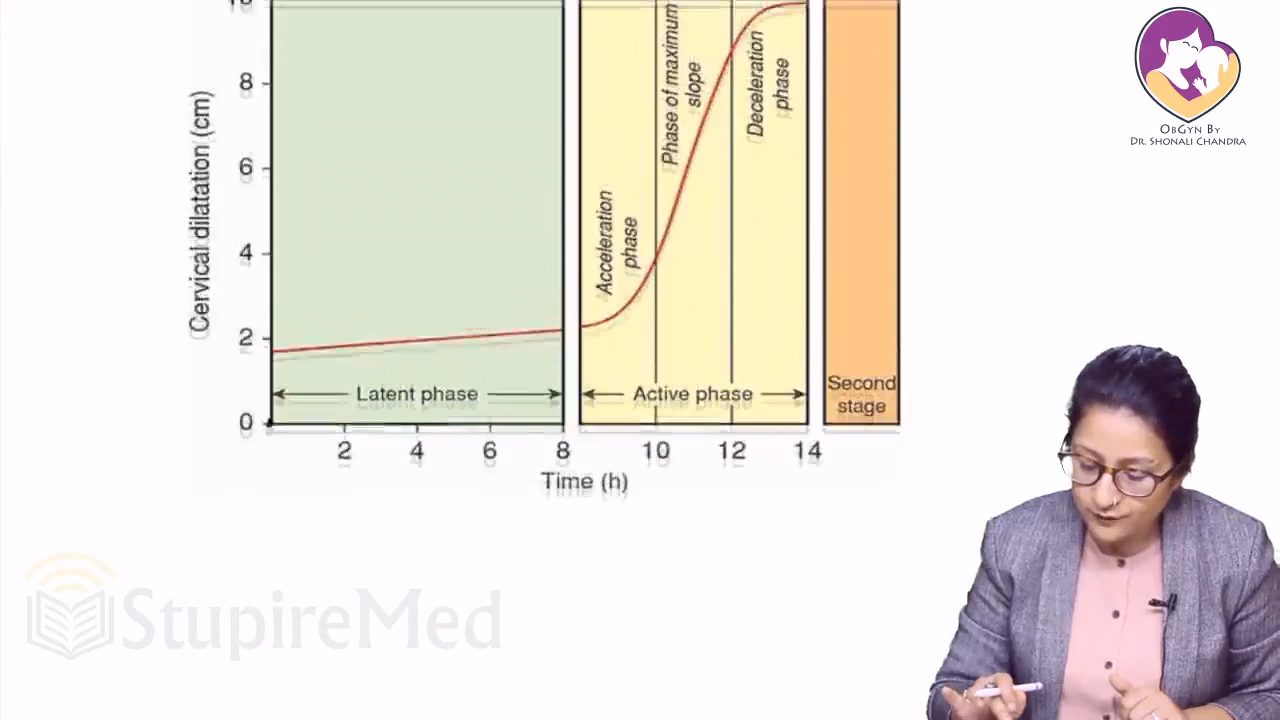 10
8
6
4
2
0
Cervical dilatation (cm)
Acceleration
phase
Phase of maximum
slope
Deceleration
phase
Latent phase
Active phase
Second
stage
2 4 6 8 10 12 14
Time (h)
ObGyn By
Dr. Shonali Chandra
StupireMed